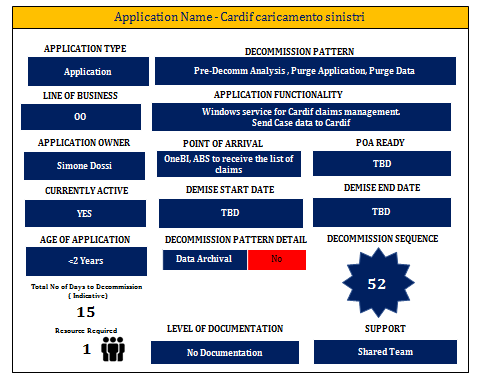 Application Name - Cardif caricamento sinistri
APPLICATION TYPE
DECOMMISSION PATTERN
Application
Pre-Decomm Analysis , Purge Application, Purge Data
LINE OF BUSINESS
APPLICATION FUNCTIONALITY
OO
Windows service for Cardif claims management.
Send Case data to Cardif
APPLICATION OWNER
POINT OF ARRIVAL
POA READY
Simone Dossi
OneBI, ABS to receive the list of
claims
TBD
CURRENTLY ACTIVE
DEMISE START DATE
DEMISE END DATE
YES
TBD
TBD
AGE OF APPLICATION
DECOMMISSION PATTERN DETAIL
DECOMMISSION SEQUENCE
<2 Years
Data Archival
No
52
Total No of Days to Decommission
( Indicative)
15
Resource Required
1
LEVEL OF DOCUMENTATION
SUPPORT
No Documentation
Shared Team